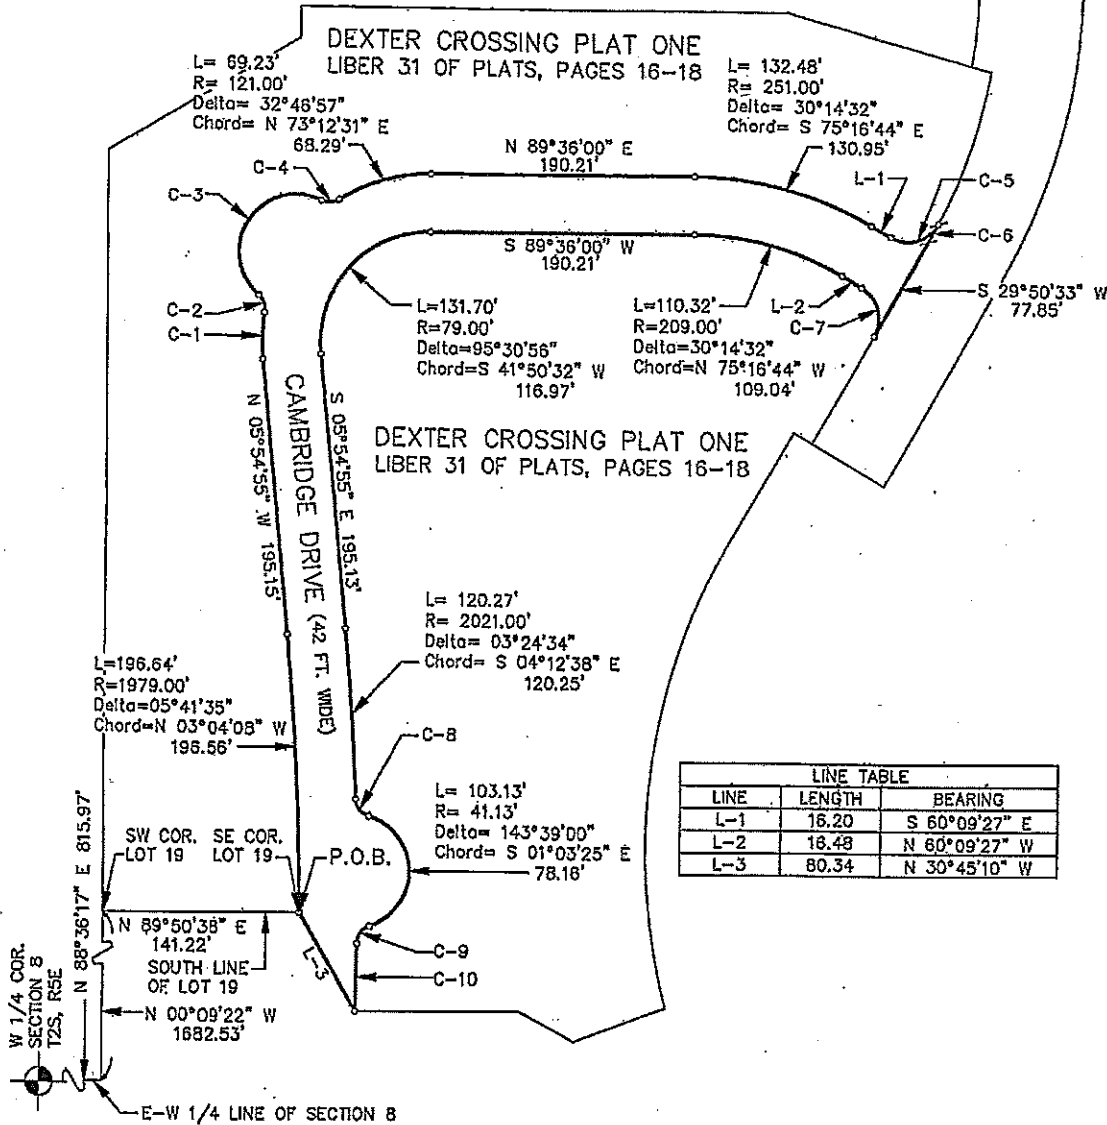 DEXTER CROSSING PLAT ONE
LIBER 31 OF PLATS, PAGES 16-18
L= 69.23'
R= 121.00'
Delta= 32°46'57"
Chord= N 73°12'31" E
68.29'
L= 132.48'
R= 251.00'
Delta= 30°14'32"
Chord= S 75°16'44" E
130.95'
N 89°36'00" E
190.21'
C-4
C-3
L-1
C-5
C-6
S 89°36'00" W
190.21'
S 29°50'33" W
77.85'
C-2
C-1
L=131.70'
R=79.00'
Delta=95°30'56"
Chord=S 41°50'32" W
116.97'
L=110.32'
R=209.00'
Delta=30°14'32"
Chord=N 75°16'44" W
109.04'
L-2
C-7
N 05°54'55" W 195.15'
CAMBRIDGE DRIVE (42 FT. WIDE)
S 05°54'55" E 195.13'
DEXTER CROSSING PLAT ONE
LIBER 31 OF PLATS, PAGES 16-18
L= 120.27'
R= 2021.00'
Delta= 03°24'34"
Chord= S 04°12'38" E
120.25'
L=196.64'
R=1979.00'
Delta=05°41'35"
Chord=N 03°04'08" W
196.56'
C-8
L= 103.13'
R= 41.13'
Delta= 143°39'00"
Chord= S 01°03'25" E
78.16'
LINE TABLE
LINE LENGTH BEARING
L-1 16.20 S 60°09'27" E
L-2 16.48 N 60°09'27" W
L-3 80.34 N 30°45'10" W
SW COR.
LOT 19
SE COR.
LOT 19
P.O.B.
N 88°36'17" E 815.97'
N 89°50'38" E
141.22'
SOUTH LINE
OF LOT 19
L-3
C-9
C-10
N 00°09'22" W
1682.53'
W 1/4 COR.
SECTION 8
T2S, R5E
E-W 1/4 LINE OF SECTION 8